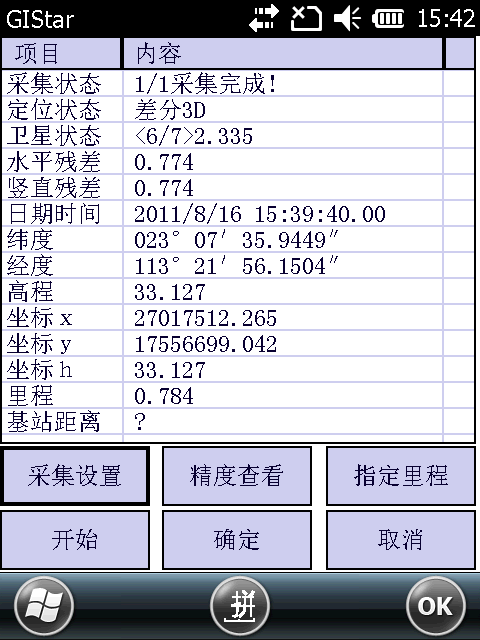 GIStar 15:42
项目 内容
采集状态 1/1采集完成!
定位状态 差分3D
卫星状态 <6/7>2.335
水平残差 0.774
竖直残差 0.774
日期时间 2011/8/16 15:39:40.00
纬度 023° 07′ 35.9449″
经度 113° 21′ 56.1504″
高程 33.127
坐标x 27017512.265
坐标y 17556699.042
坐标h 33.127
里程 0.784
基站距离 ?
采集设置 精度查看 指定里程
开始 确定 取消
拼 OK